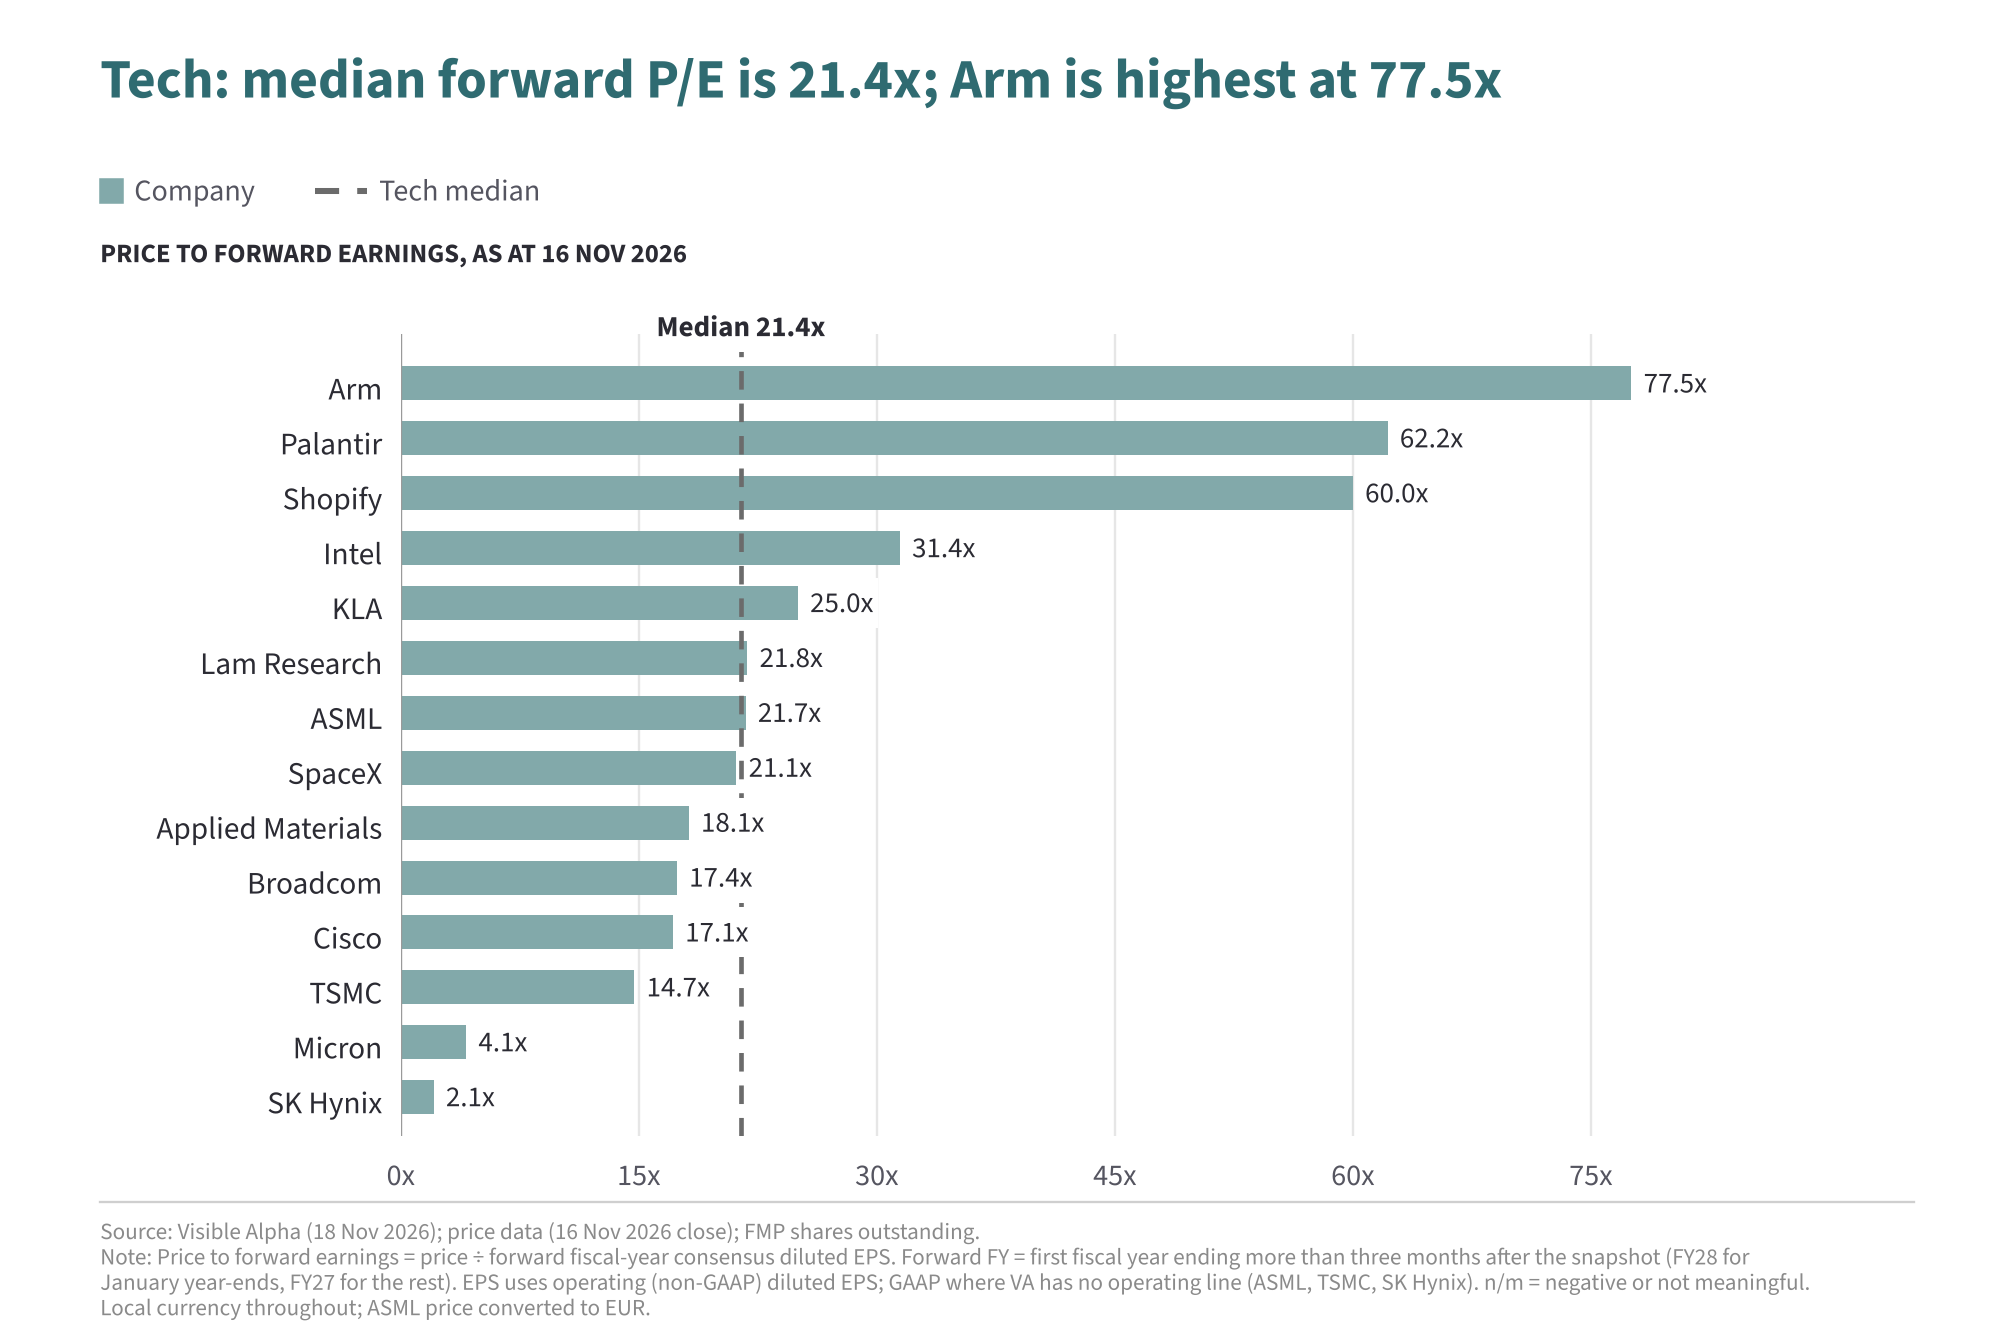 Tech: median forward P/E is 21.4x; Arm is highest at 77.5x
Company
Tech median
PRICE TO FORWARD EARNINGS, AS AT 16 NOV 2026
Median 21.4x
Arm 77.5x
Palantir 62.2x
Shopify 60.0x
Intel 31.4x
KLA 25.0x
Lam Research 21.8x
ASML 21.7x
SpaceX 21.1x
Applied Materials 18.1x
Broadcom 17.4x
Cisco 17.1x
TSMC 14.7x
Micron 4.1x
SK Hynix 2.1x
0x 15x 30x 45x 60x 75x
Source: Visible Alpha (18 Nov 2026); price data (16 Nov 2026 close); FMP shares outstanding.
Note: Price to forward earnings = price ÷ forward fiscal-year consensus diluted EPS. Forward FY = first fiscal year ending more than three months after the snapshot (FY28 for
January year-ends, FY27 for the rest). EPS uses operating (non-GAAP) diluted EPS; GAAP where VA has no operating line (ASML, TSMC, SK Hynix). n/m = negative or not meaningful.
Local currency throughout; ASML price converted to EUR.